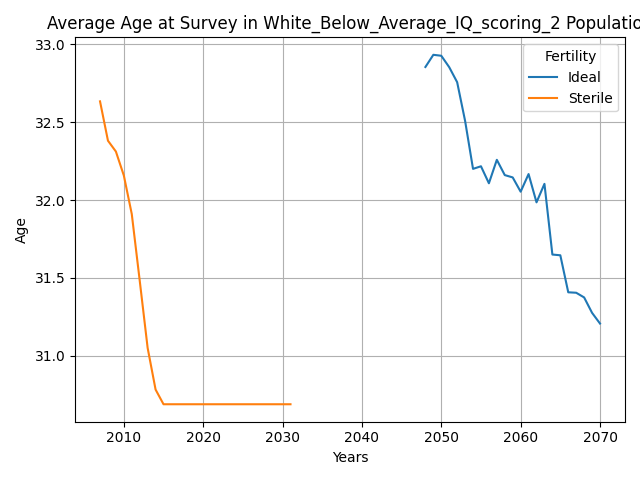 Average Age at Survey in White_Below_Average_IQ_scoring_2 Populatio
33.0
32.5
32.0
31.5
31.0
Age
Fertility
Ideal
Sterile
2010 2020 2030 2040 2050 2060 2070
Years